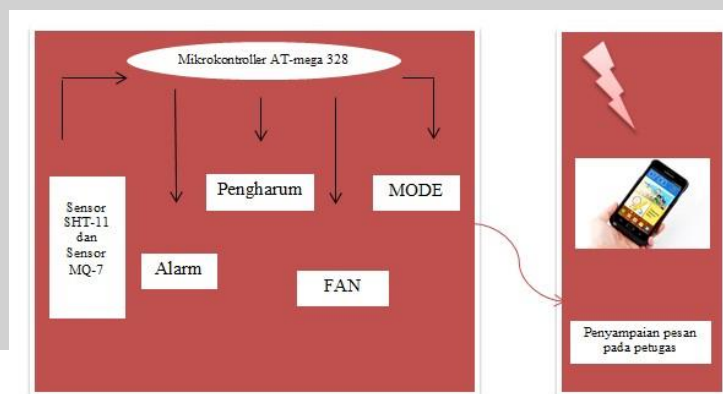 Mikrokontroller AT-mega 328
Sensor
SHT-11
dan
Sensor
MQ-7
Alarm
Pengharum
FAN
MODE
Penyampaian pesan
pada petugas